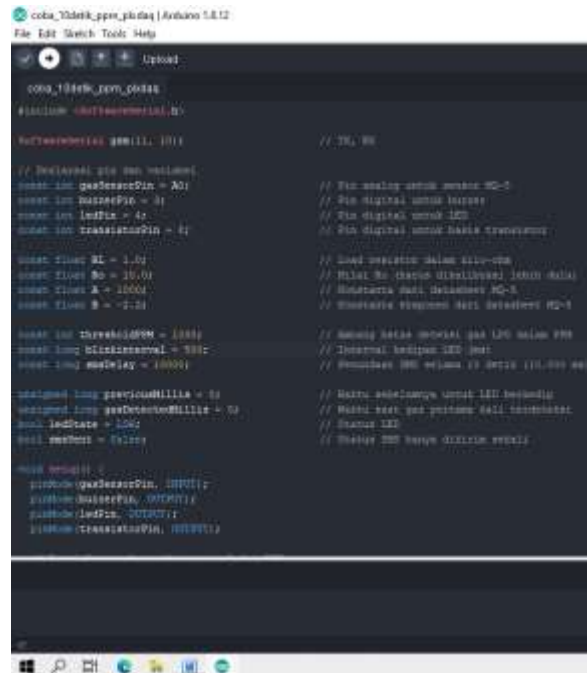 coba_10detik_ppm_plxdaq | Arduino 1.8.12
File Edit Sketch Tools Help
Upload
coba_10detik_ppm_plxdaq
#include <SoftwareSerial.h>
SoftwareSerial gsm(11, 10); // TX, RX
// Deklarasi pin dan variabel
const int gasSensorPin = A0; // Pin analog untuk sensor MQ-5
const int buzzerPin = // Pin digital untuk buzzer
const int ledPin = 4; // Pin digital untuk LED
const int transistorPin = // Pin digital untuk basis transistor
const float RL = 1.0; // Load resistor dalam kilo-ohm
const float Ro = 10.0; // Nilai Ro (harus dikalibrasi lebih dulu)
const float A = 1000; // Konstanta dari datasheet MQ-5
const float B = -2.2; // Konstanta eksponen dari datasheet MQ-5
const int thresholdPPM = 1000; // Ambang batas deteksi gas LPG dalam PPM
const long blinkInterval = 500; // Interval kedipan LED
const long smsDelay = 10000; // Penundaan SMS selama 10 detik (10.000
unsigned long previousMillis = 0; // Waktu sebelumnya untuk LED berkedip
unsigned long gasDetectedMillis = 0; // Waktu saat gas pertama kali terdeteksi
bool ledState = LOW; // Status LED
bool smsSent = false; // Status SMS hanya dikirim sekali
void setup() {
pinMode(gasSensorPin, INPUT);
pinMode(buzzerPin, OUTPUT);
pinMode(ledPin, OUTPUT);
pinMode(transistorPin, OUTPUT);